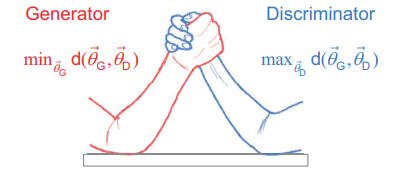 Generator
Discriminator
min_θ⃗_G d(θ⃗_G,θ⃗_D)
max_θ⃗_D d(θ⃗_G,θ⃗_D)